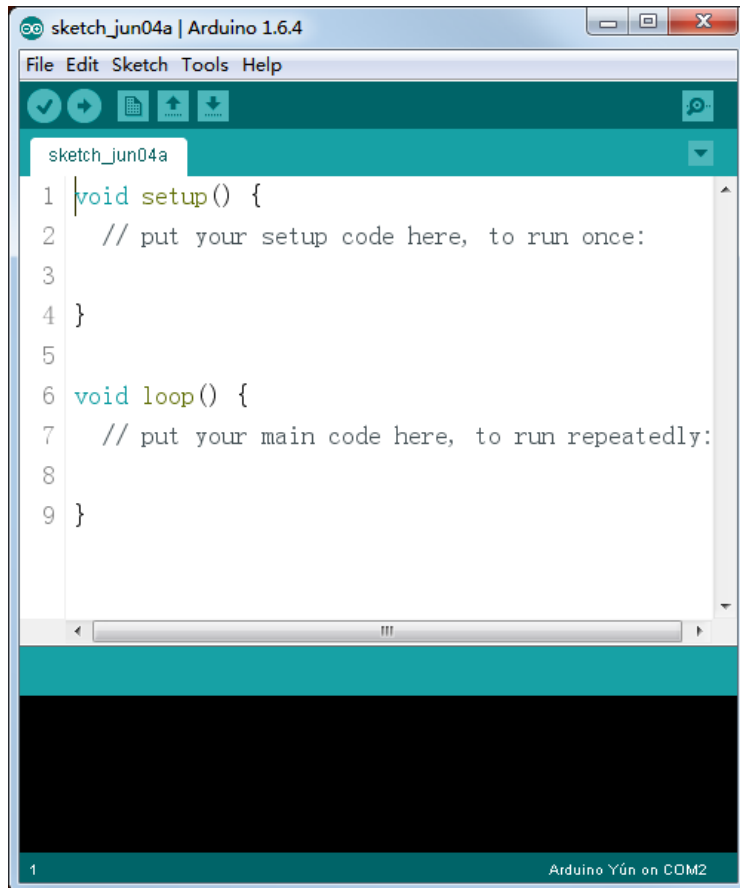 sketch_jun04a | Arduino 1.6.4
File Edit Sketch Tools Help
sketch_jun04a
1 void setup() {
2   // put your setup code here, to run once:
3
4 }
5
6 void loop() {
7   // put your main code here, to run repeatedly:
8
9 }
1 Arduino Yún on COM2